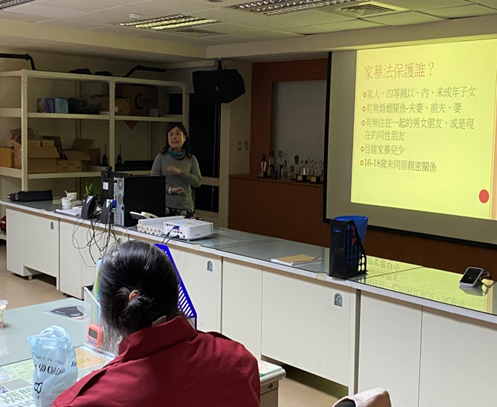 家暴法保護誰？
家人、四等親以、內、未成年子女
有無婚姻關係-夫妻、前夫、妻
有無住在一起的男女朋友，或是現
在的同性朋友
目睹家暴兒少
16-18歲未同居親密關係